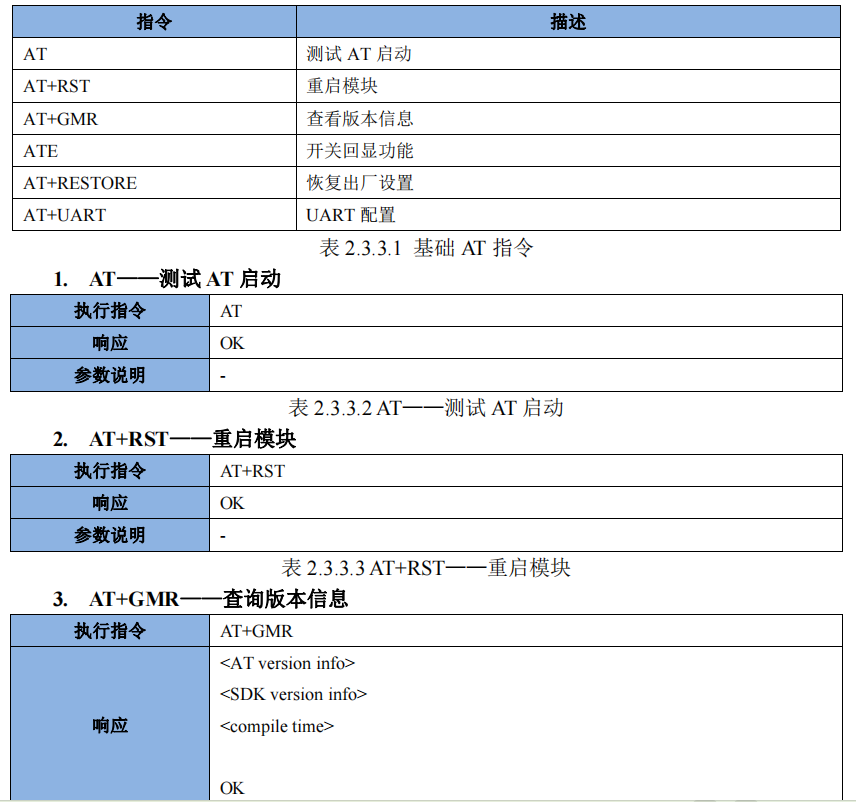 指令 描述
AT 测试 AT 启动
AT+RST 重启模块
AT+GMR 查看版本信息
ATE 开关回显功能
AT+RESTORE 恢复出厂设置
AT+UART UART 配置
表 2.3.3.1 基础 AT 指令
1. AT——测试 AT 启动
执行指令 AT
响应 OK
参数说明 -
表 2.3.3.2 AT——测试 AT 启动
2. AT+RST——重启模块
执行指令 AT+RST
响应 OK
参数说明 -
表 2.3.3.3 AT+RST——重启模块
3. AT+GMR——查询版本信息
执行指令 AT+GMR
响应
<AT version info>
<SDK version info>
<compile time>
OK